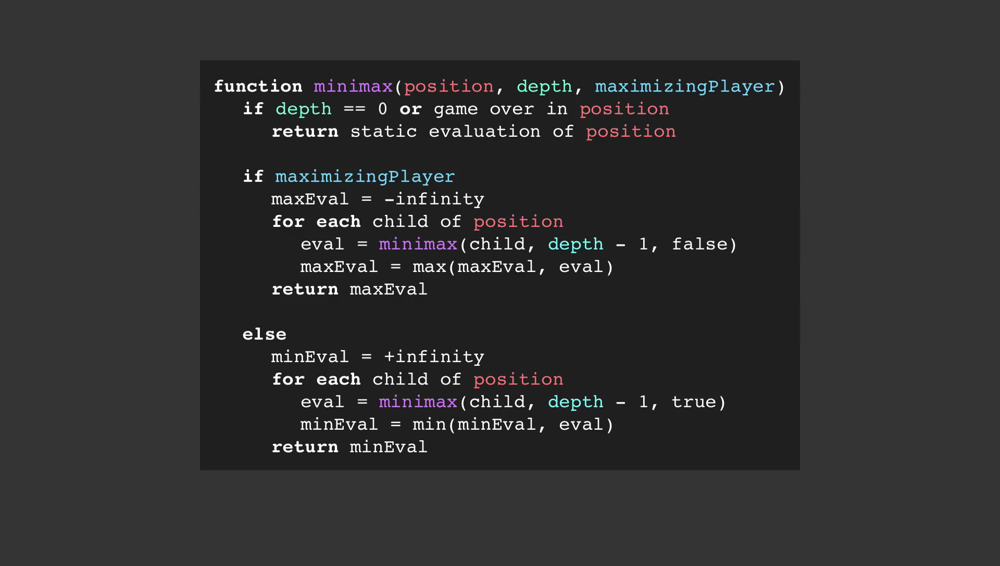 function minimax(position, depth, maximizingPlayer)
if depth == 0 or game over in position
return static evaluation of position
if maximizingPlayer
maxEval = -infinity
for each child of position
eval = minimax(child, depth - 1, false)
maxEval = max(maxEval, eval)
return maxEval
else
minEval = +infinity
for each child of position
eval = minimax(child, depth - 1, true)
minEval = min(minEval, eval)
return minEval